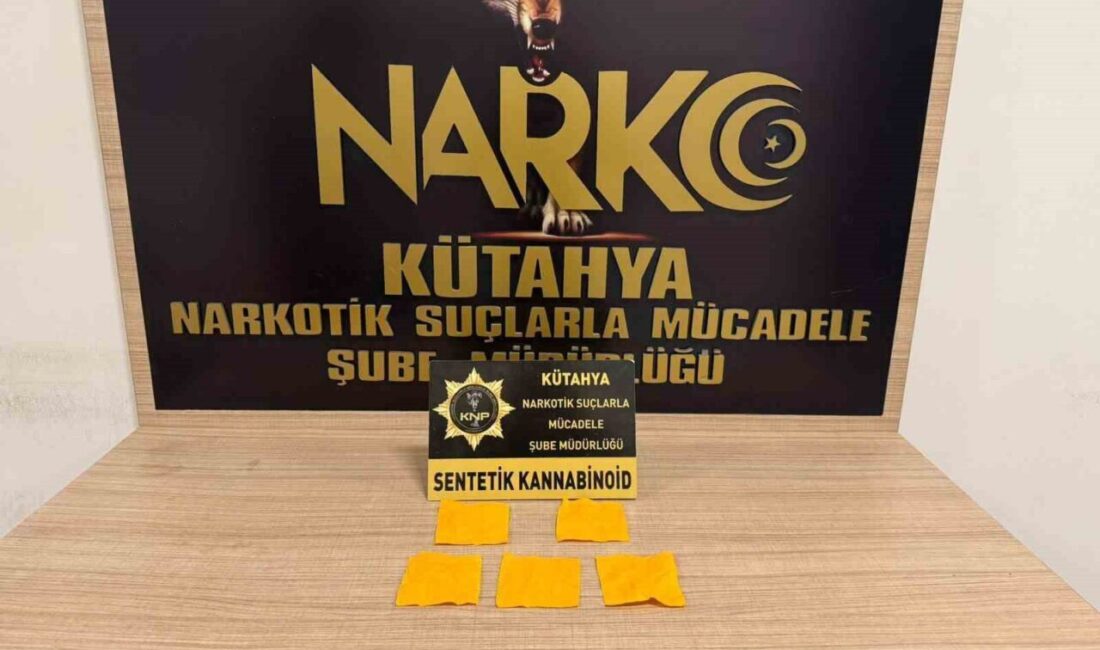 NARKO
KÜTAHYA
NARKOTİK SUÇLARLA MÜCADELE
ŞUBE MÜDÜRLÜĞÜ
KÜTAHYA
NARKOTİK SUÇLARLA
MÜCADELE
ŞUBE MÜDÜRLÜĞÜ
KNP
SENTETİK KANNABİNOİD